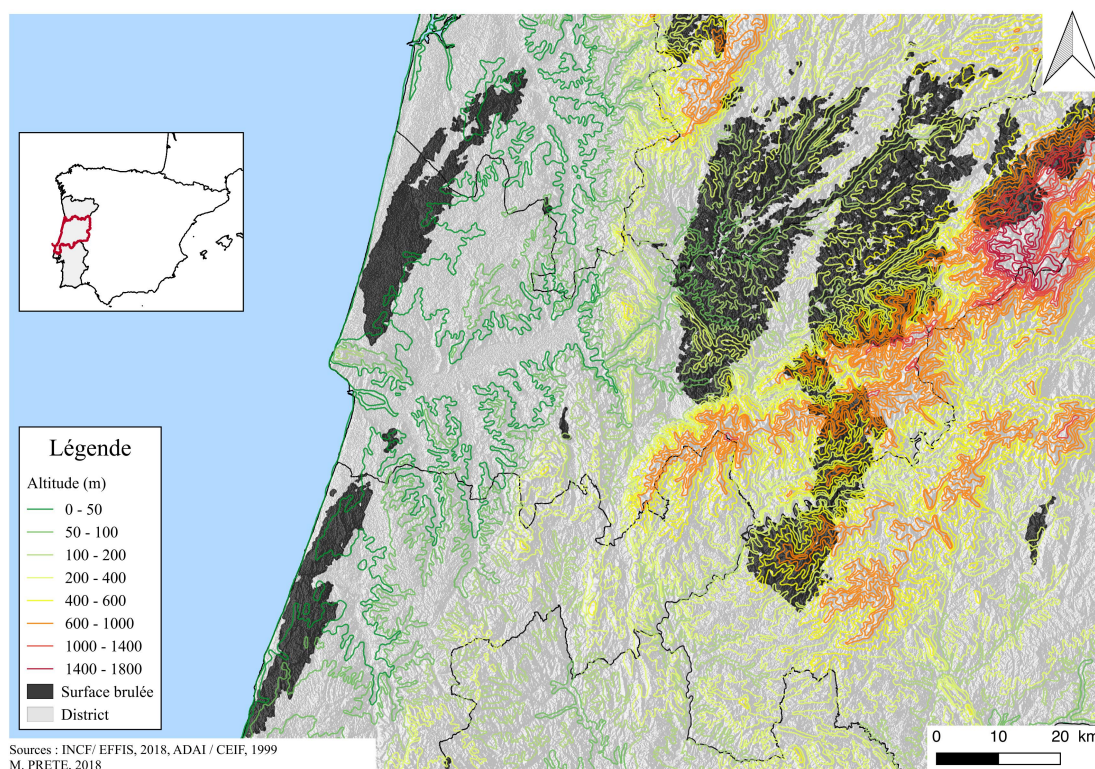 Légende
Altitude (m)
0 - 50
50 - 100
100 - 200
200 - 400
400 - 600
600 - 1000
1000 - 1400
1400 - 1800
Surface brulée
District
Sources : INCF/ EFFIS, 2018, ADAI / CEIF, 1999
M. PRETE, 2018
0 10 20 km